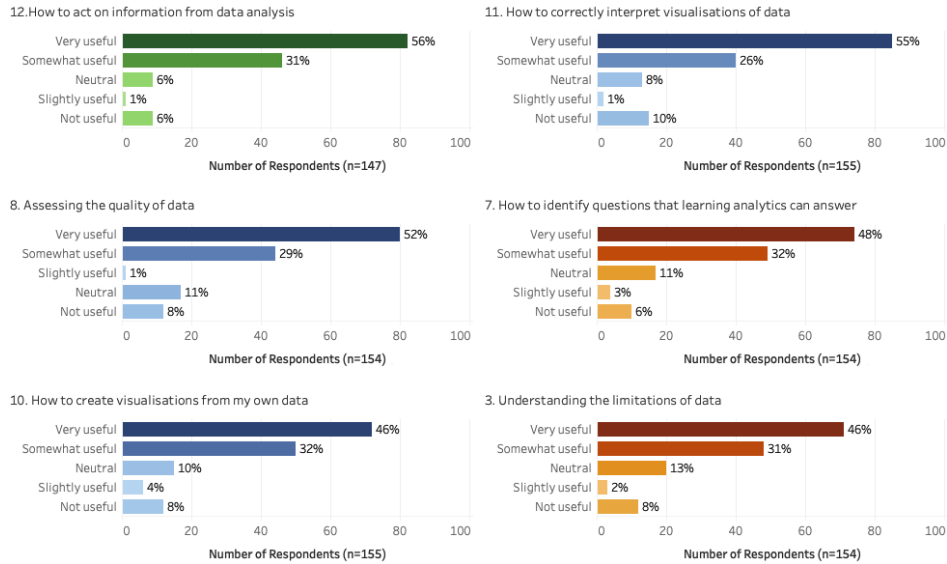 12.How to act on information from data analysis
Very useful 56%
Somewhat useful 31%
Neutral 6%
Slightly useful 1%
Not useful 6%
0 20 40 60 80 100
Number of Respondents (n=147)
11. How to correctly interpret visualisations of data
Very useful 55%
Somewhat useful 26%
Neutral 8%
Slightly useful 1%
Not useful 10%
0 20 40 60 80 100
Number of Respondents (n=155)
8. Assessing the quality of data
Very useful 52%
Somewhat useful 29%
Slightly useful 1%
Neutral 11%
Not useful 8%
0 20 40 60 80 100
Number of Respondents (n=154)
7. How to identify questions that learning analytics can answer
Very useful 48%
Somewhat useful 32%
Neutral 11%
Slightly useful 3%
Not useful 6%
0 20 40 60 80 100
Number of Respondents (n=154)
10. How to create visualisations from my own data
Very useful 46%
Somewhat useful 32%
Neutral 10%
Slightly useful 4%
Not useful 8%
0 20 40 60 80 100
Number of Respondents (n=155)
3. Understanding the limitations of data
Very useful 46%
Somewhat useful 31%
Neutral 13%
Slightly useful 2%
Not useful 8%
0 20 40 60 80 100
Number of Respondents (n=154)